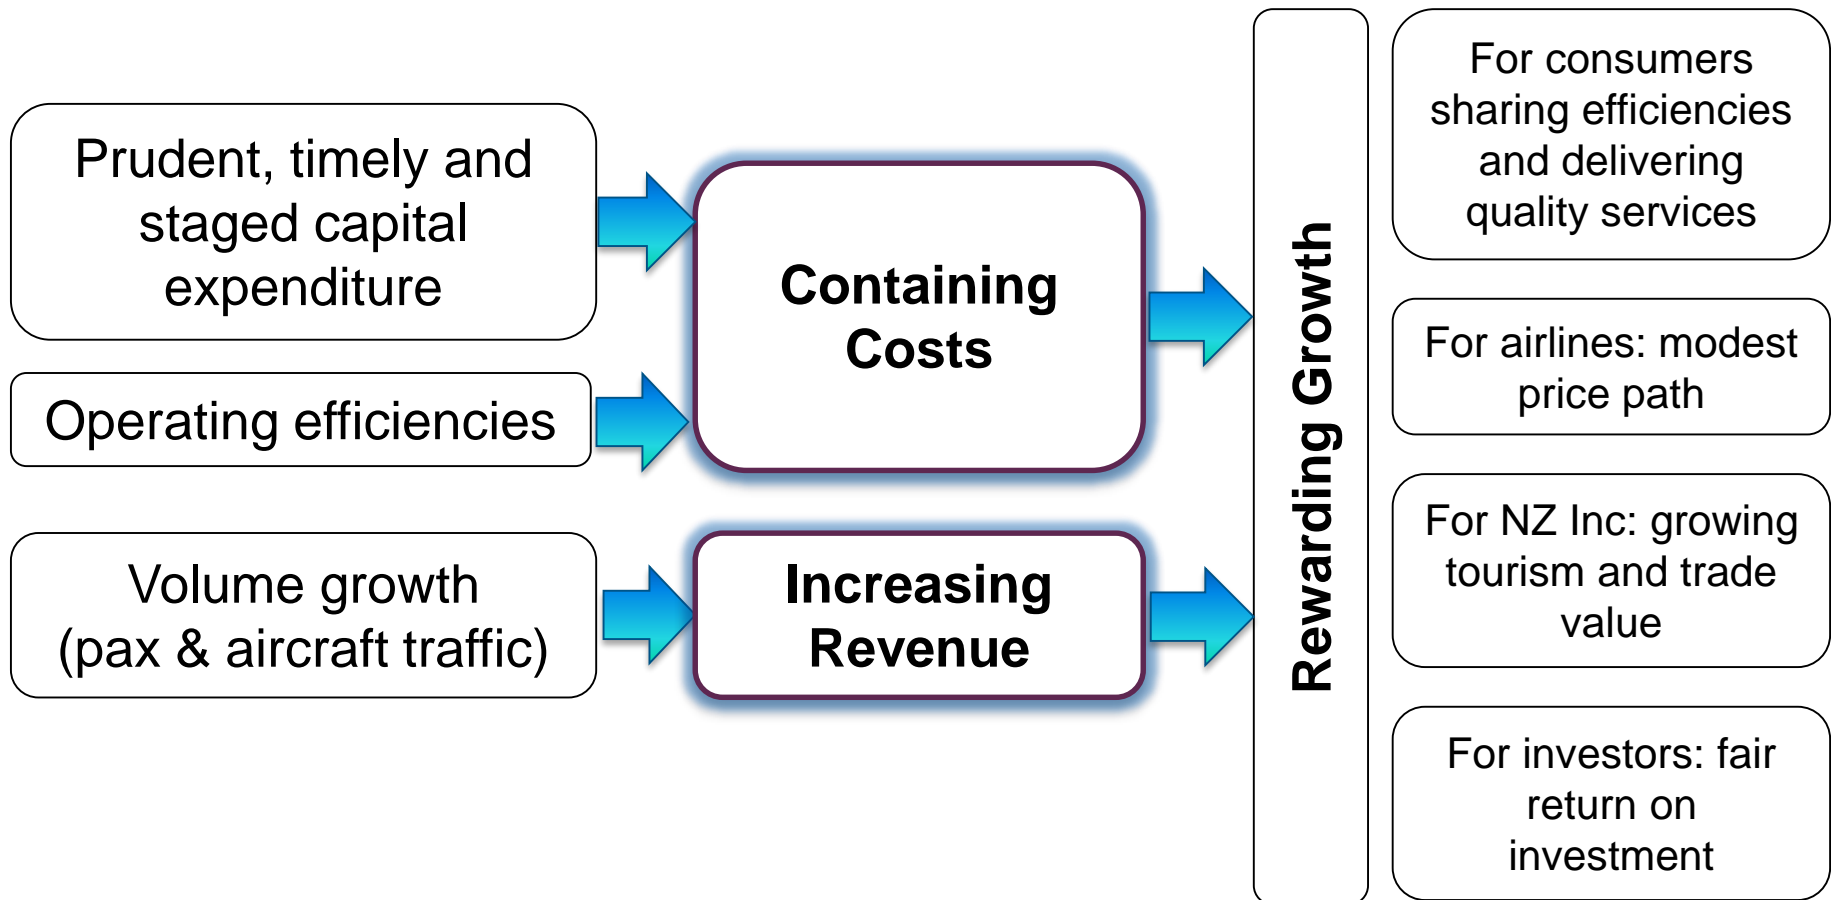 Prudent, timely and
staged capital
expenditure
Operating efficiencies
Volume growth
(pax & aircraft traffic)
Containing
Costs
Increasing
Revenue
Rewarding Growth
For consumers
sharing efficiencies
and delivering
quality services
For airlines: modest
price path
For NZ Inc: growing
tourism and trade
value
For investors: fair
return on
investment